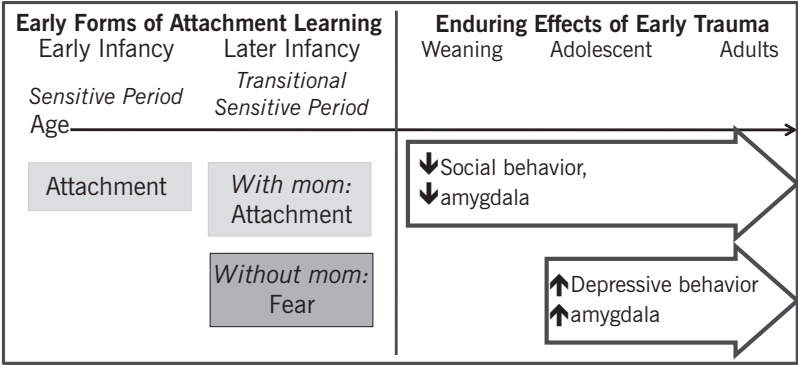 Early Forms of Attachment Learning
Early Infancy
Later Infancy
Sensitive Period
Transitional
Sensitive Period
Age
Attachment
With mom:
Attachment
Without mom:
Fear
Enduring Effects of Early Trauma
Weaning
Adolescent
Adults
↓Social behavior,
↓amygdala
↑Depressive behavior
↑amygdala